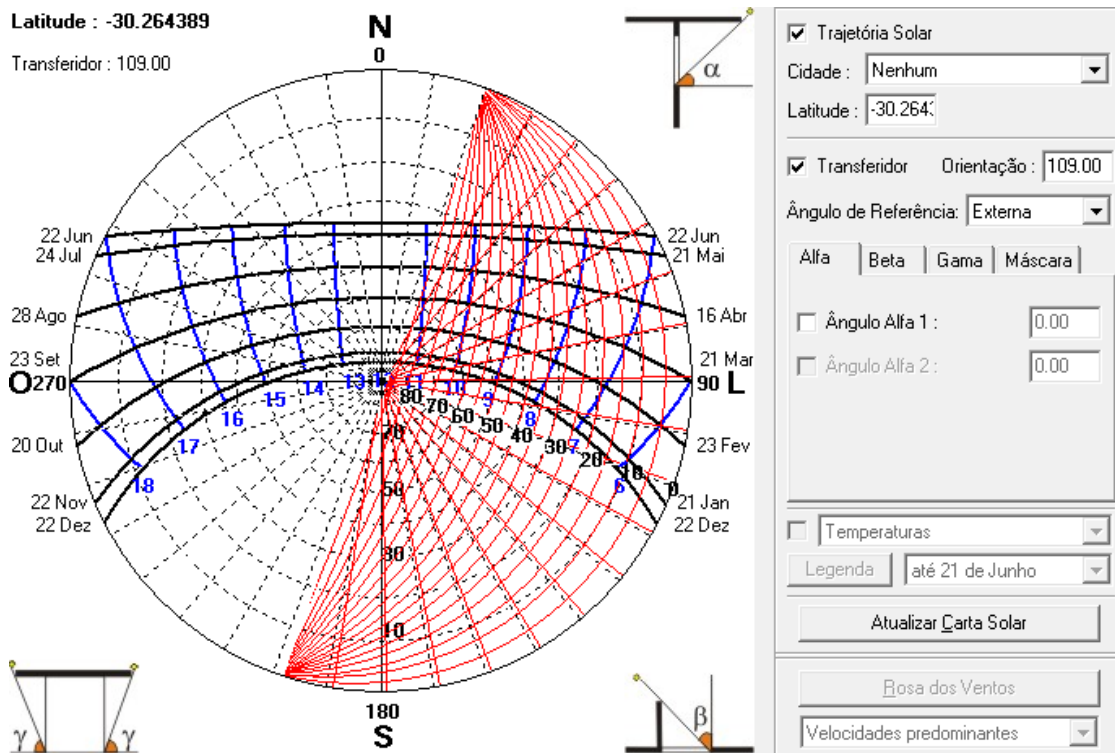 Latitude : -30.264389
Transferidor : 109.00
N
0
α
22 Jun
24 Jul
28 Ago
23 Set
O 270
20 Out
22 Nov
22 Dez
22 Jun
21 Mai
16 Abr
21 Mar
90 L
23 Fev
21 Jan
22 Dez
18
17
16
15
14
13
12
11
10
9
8
7
6
80
70
60
50
40
30
20
10
0
70
50
30
10
180
S
γ
γ
β
Trajetória Solar
Cidade : Nenhum
Latitude : -30.264
Transferidor Orientação : 109.00
Ângulo de Referência: Externa
Alfa Beta Gama Máscara
Ângulo Alfa 1 : 0.00
Ângulo Alfa 2 : 0.00
Temperaturas
Legenda até 21 de Junho
Atualizar Carta Solar
Rosa dos Ventos
Velocidades predominantes